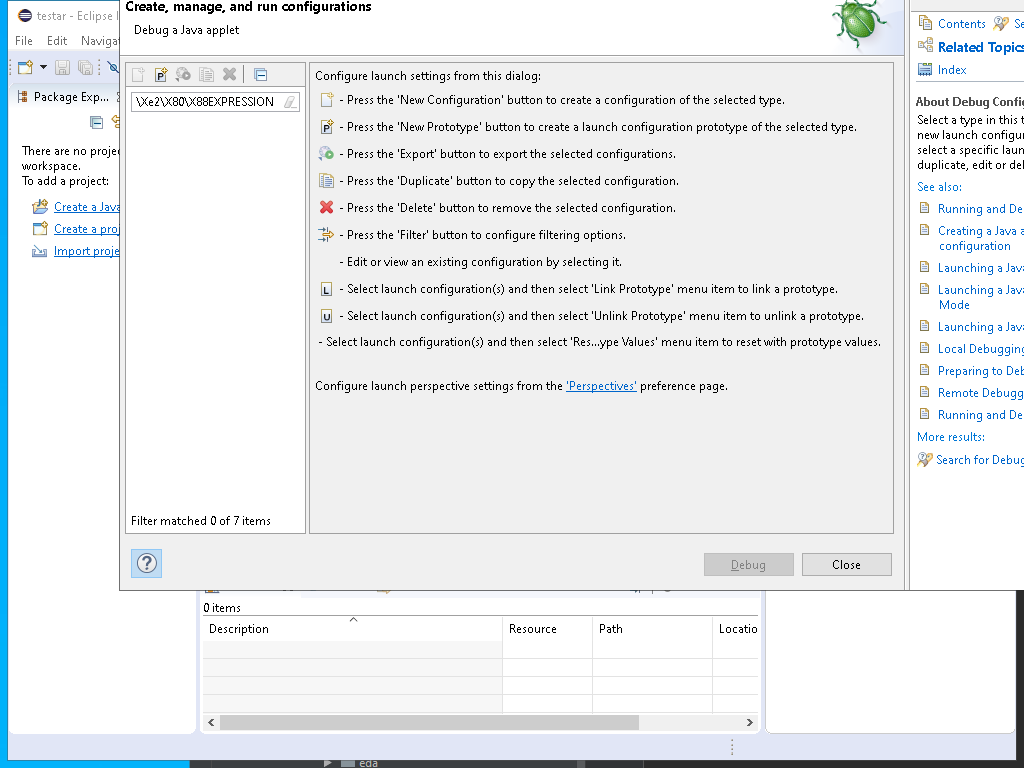 testar - Eclipse
File Edit Navigat
Package Exp...
There are no proje
workspace.
To add a project:
Create a Java
Create a proj
Import proje
Create, manage, and run configurations
Debug a Java applet
\Xe2\X80\X88EXPRESSION
Filter matched 0 of 7 items
Configure launch settings from this dialog:
- Press the 'New Configuration' button to create a configuration of the selected type.
- Press the 'New Prototype' button to create a launch configuration prototype of the selected type.
- Press the 'Export' button to export the selected configurations.
- Press the 'Duplicate' button to copy the selected configuration.
- Press the 'Delete' button to remove the selected configuration.
- Press the 'Filter' button to configure filtering options.
- Edit or view an existing configuration by selecting it.
L - Select launch configuration(s) and then select 'Link Prototype' menu item to link a prototype.
U - Select launch configuration(s) and then select 'Unlink Prototype' menu item to unlink a prototype.
- Select launch configuration(s) and then select 'Res...ype Values' menu item to reset with prototype values.
Configure launch perspective settings from the 'Perspectives' preference page.
Debug Close
Contents Se
Related Topics
Index
About Debug Config
Select a type in this t
new launch configur
select a specific laun
duplicate, edit or del
See also:
Running and De
Creating a Java a
configuration
Launching a Java
Launching a Java
Mode
Launching a Java
Local Debugging
Preparing to Deb
Remote Debugg
Running and De
More results:
Search for Debug
0 items
Description Resource Path Locatio
eda